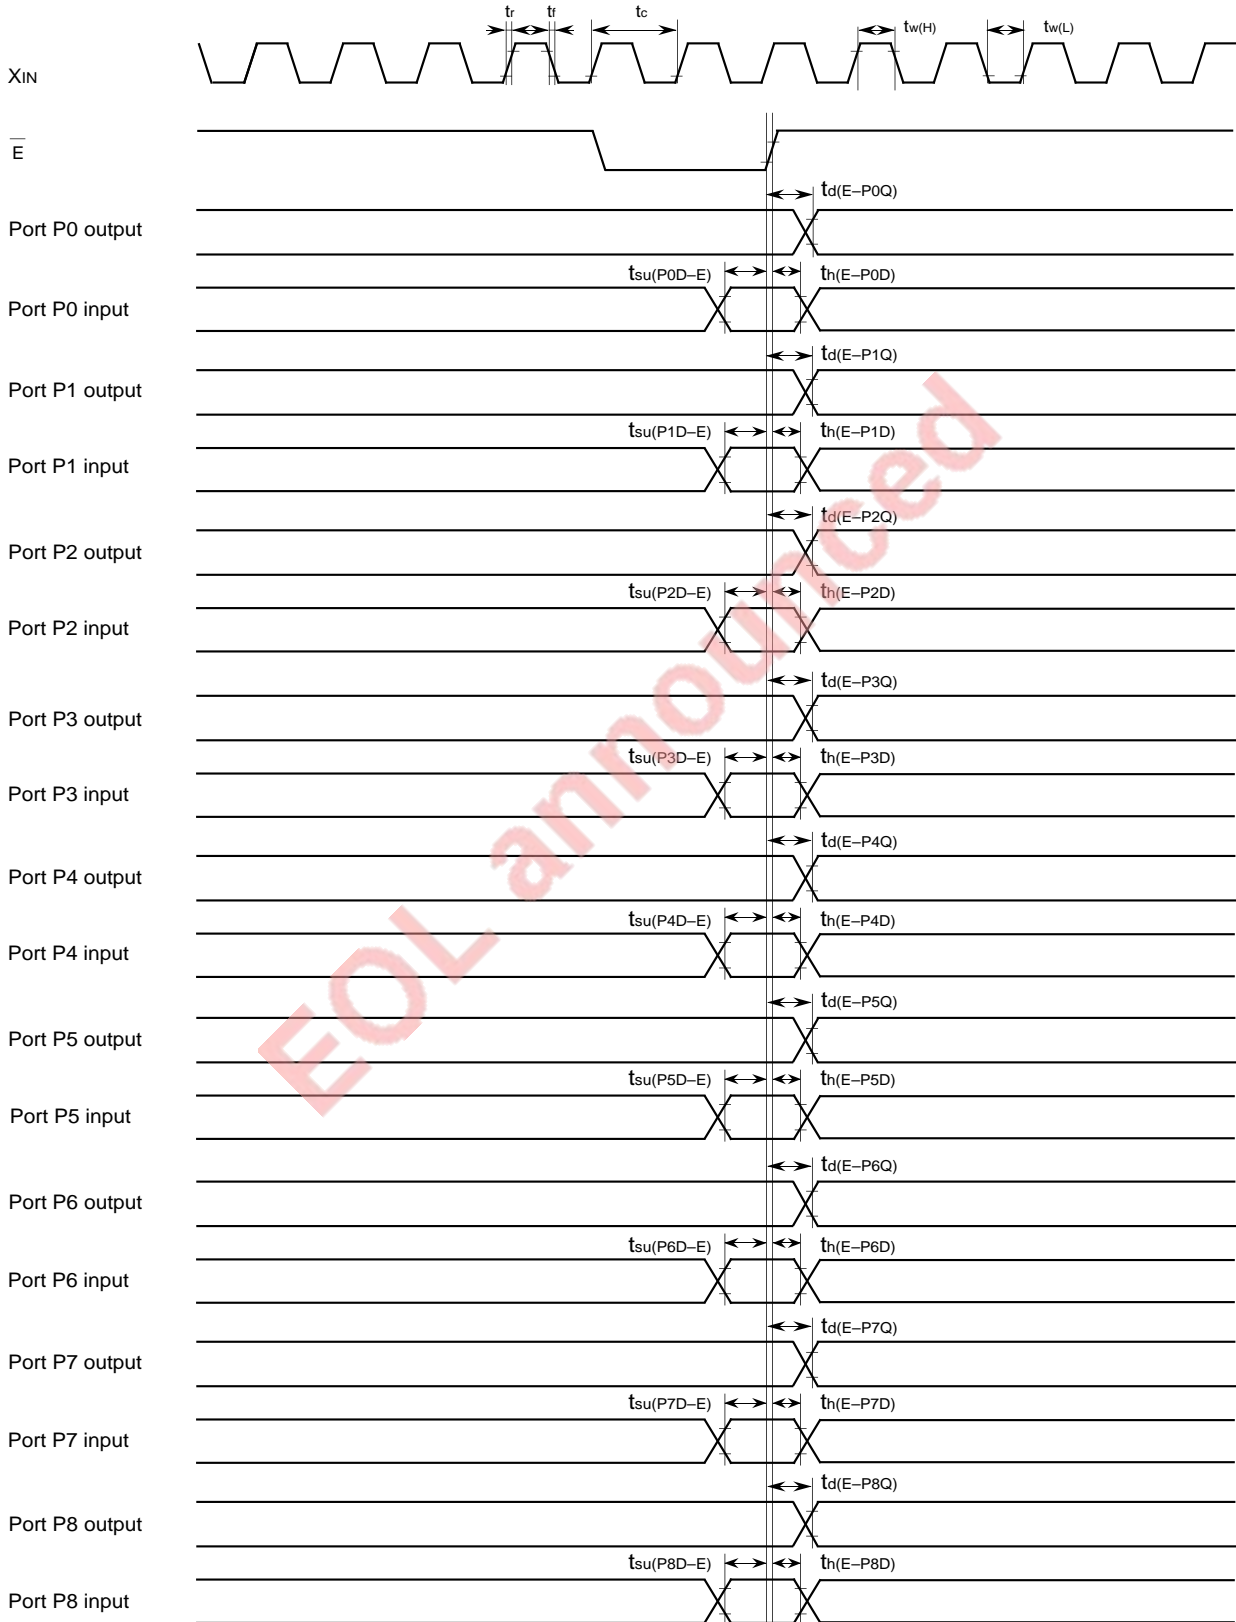 tr tf tc tw(H) tw(L)
XIN
E
td(E–P0Q)
Port P0 output
tsu(P0D–E) th(E–P0D)
Port P0 input
td(E–P1Q)
Port P1 output
tsu(P1D–E) th(E–P1D)
Port P1 input
td(E–P2Q)
Port P2 output
tsu(P2D–E) th(E–P2D)
Port P2 input
td(E–P3Q)
Port P3 output
tsu(P3D–E) th(E–P3D)
Port P3 input
td(E–P4Q)
Port P4 output
tsu(P4D–E) th(E–P4D)
Port P4 input
td(E–P5Q)
Port P5 output
tsu(P5D–E) th(E–P5D)
Port P5 input
td(E–P6Q)
Port P6 output
tsu(P6D–E) th(E–P6D)
Port P6 input
td(E–P7Q)
Port P7 output
tsu(P7D–E) th(E–P7D)
Port P7 input
td(E–P8Q)
Port P8 output
tsu(P8D–E) th(E–P8D)
Port P8 input
EOL announced